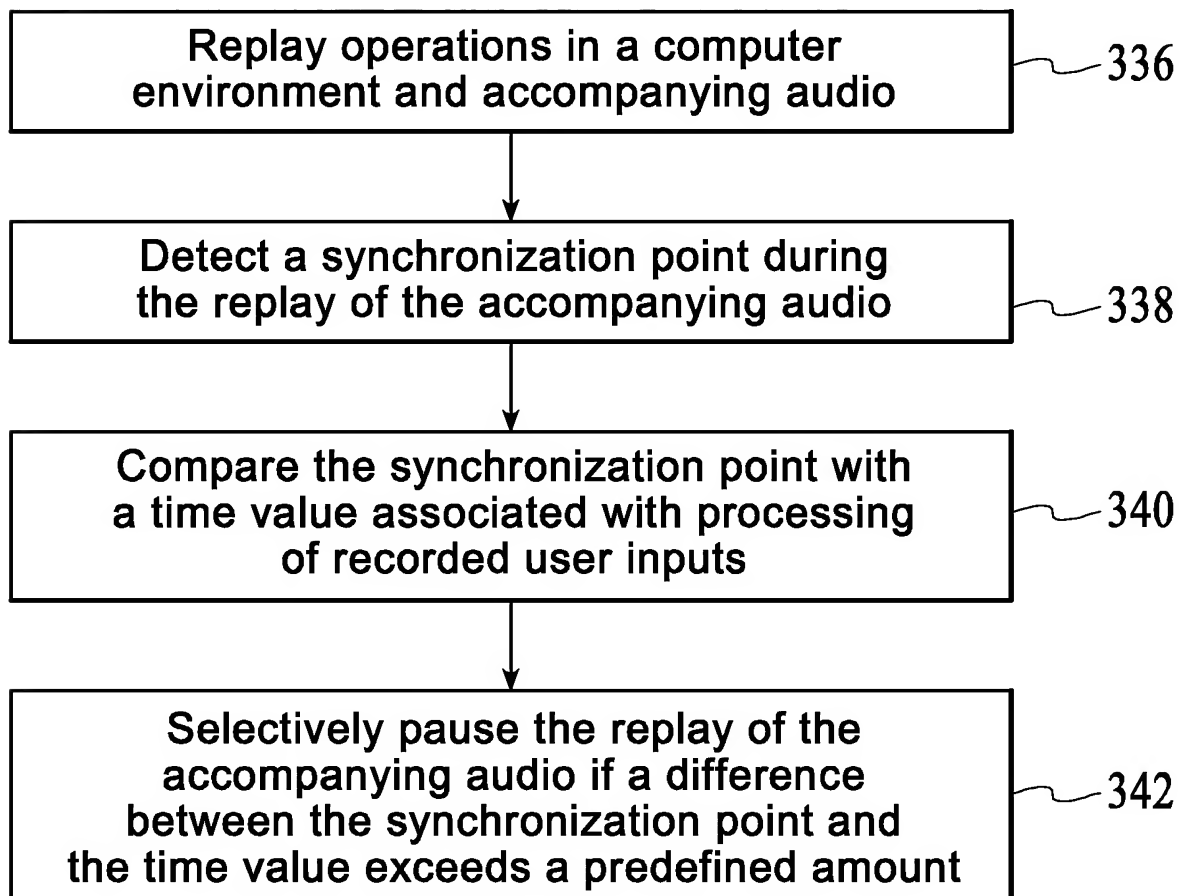 Replay operations in a computer
environment and accompanying audio
336
Detect a synchronization point during
the replay of the accompanying audio
338
Compare the synchronization point with
a time value associated with processing
of recorded user inputs
340
Selectively pause the replay of the
accompanying audio if a difference
between the synchronization point and
the time value exceeds a predefined amount
342